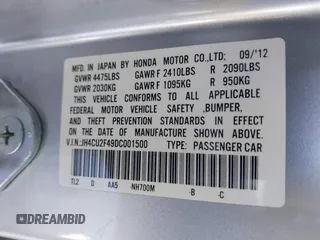 MFD. IN JAPAN BY HONDA MOTOR CO.,LTD. 09/'12
GVWR 4475LBS GAWR F 2410LBS R 2090LBS
GVWR 2030KG GAWR F 1095KG R 950KG
THIS VEHICLE CONFORMS TO ALL APPLICABLE
FEDERAL MOTOR VEHICLE SAFETY ,BUMPER,
AND THEFT PREVENTION STANDARDS IN EFFECT
ON THE DATE OF MANUFACTURE SHOWN ABOVE.
V.I.N.:JH4CU2F49DC001500 TYPE: PASSENGER CAR
TL2 D AA5 -NH700M -B -C
DREAMBID